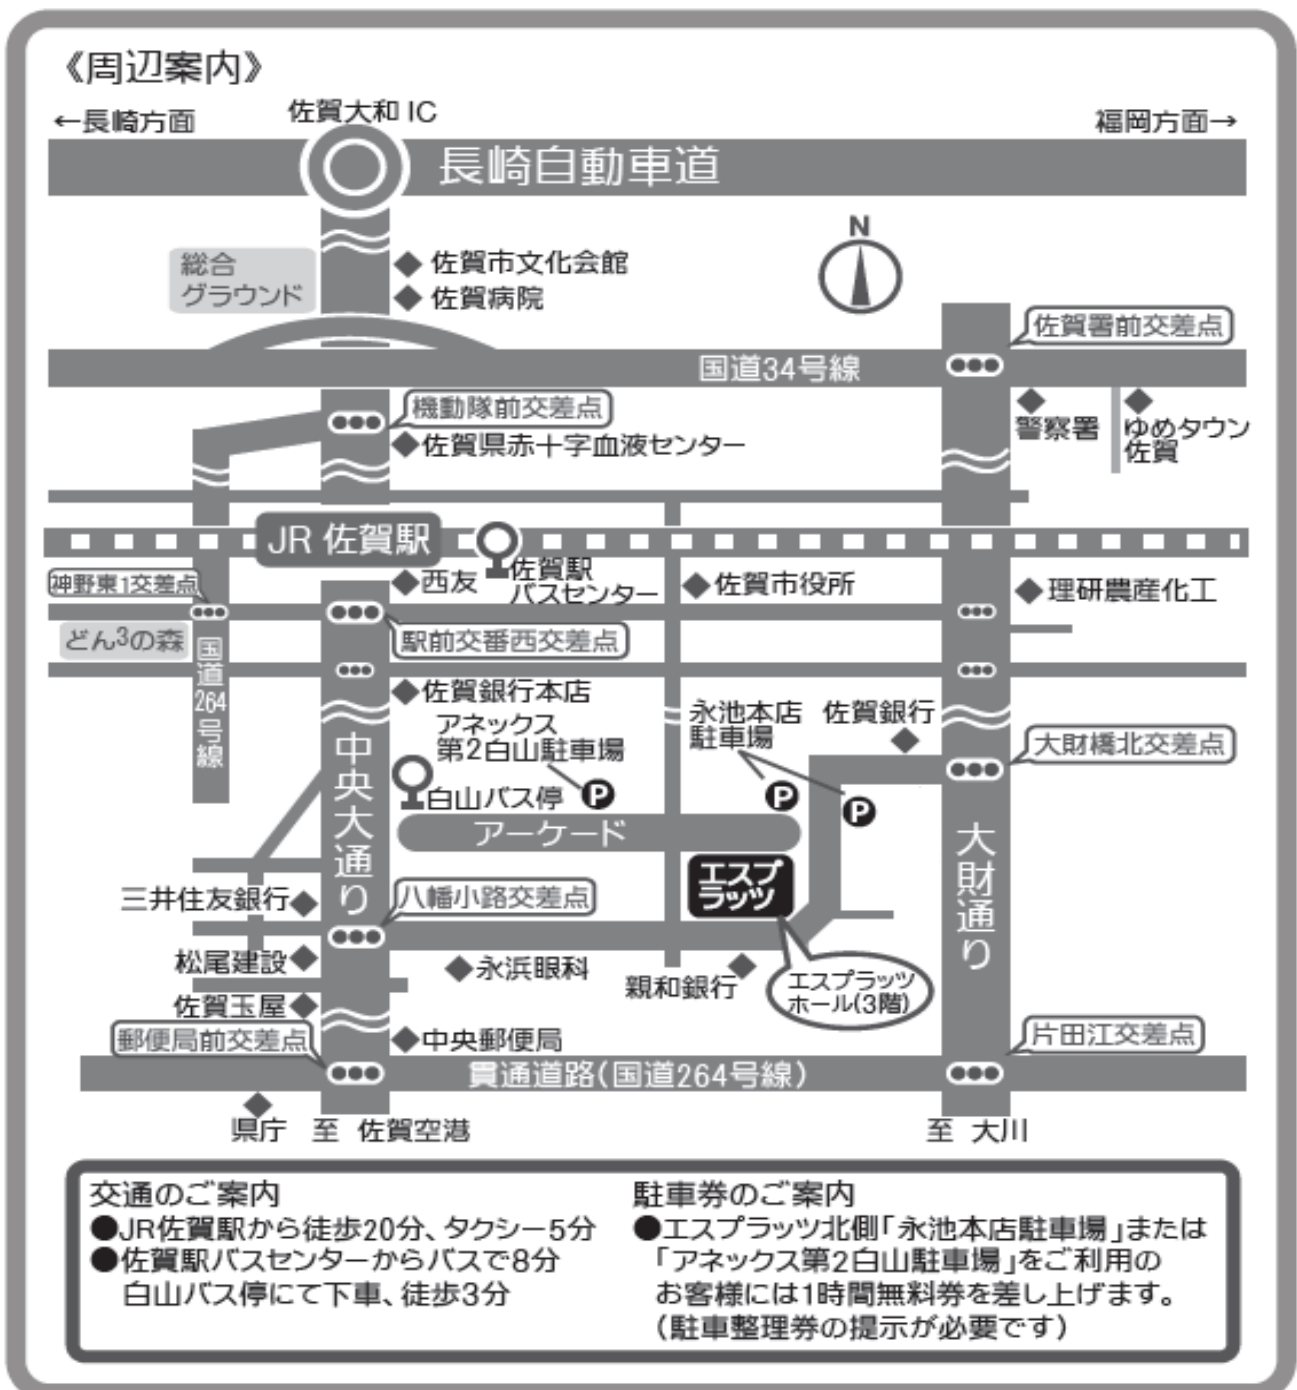 《周辺案内》
←長崎方面
佐賀大和 IC
福岡方面→
長崎自動車道
N
総合
グラウンド
◆ 佐賀市文化会館
◆ 佐賀病院
佐賀署前交差点
国道34号線
機動隊前交差点
◆佐賀県赤十字血液センター
警察署
ゆめタウン
佐賀
JR 佐賀駅
佐賀駅
バスセンター
神野東1交差点
◆西友
◆佐賀市役所
◆理研農産化工
どん3の森
駅前交番西交差点
国道264号線
◆佐賀銀行本店
アネックス
第2白山駐車場
永池本店
駐車場
佐賀銀行
大財橋北交差点
中央大通り
白山バス停
P
P
P
アーケード
大財通り
エスプ
ラッツ
三井住友銀行◆
八幡小路交差点
松尾建設◆
◆永浜眼科
親和銀行◆
エスプラッツ
ホール(3階)
佐賀玉屋◆
郵便局前交差点
◆中央郵便局
片田江交差点
貫通道路(国道264号線)
県庁
至 佐賀空港
至 大川
交通のご案内
●JR佐賀駅から徒歩20分、タクシー5分
●佐賀駅バスセンターからバスで8分
白山バス停にて下車、徒歩3分
駐車券のご案内
●エスプラッツ北側「永池本店駐車場」または
「アネックス第2白山駐車場」をご利用の
お客様には1時間無料券を差し上げます。
(駐車整理券の提示が必要です)